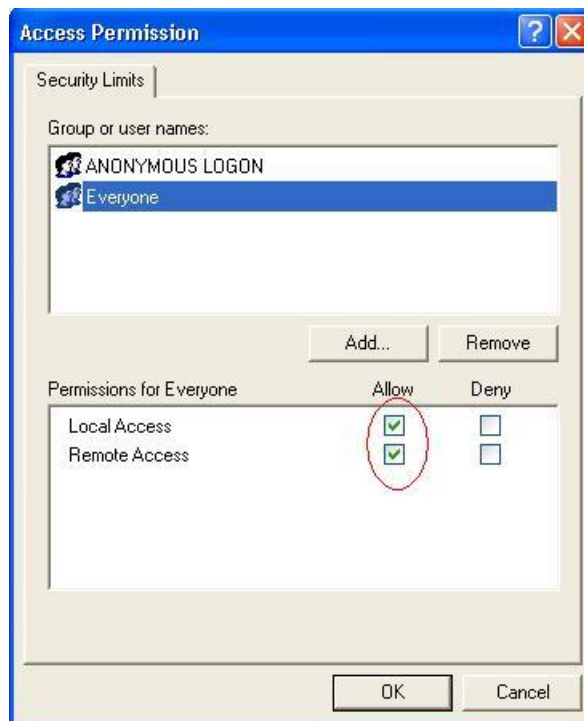 Access Permission
Security Limits
Group or user names:
ANONYMOUS LOGON
Everyone
Add... Remove
Permissions for Everyone Allow Deny
Local Access
Remote Access
OK Cancel